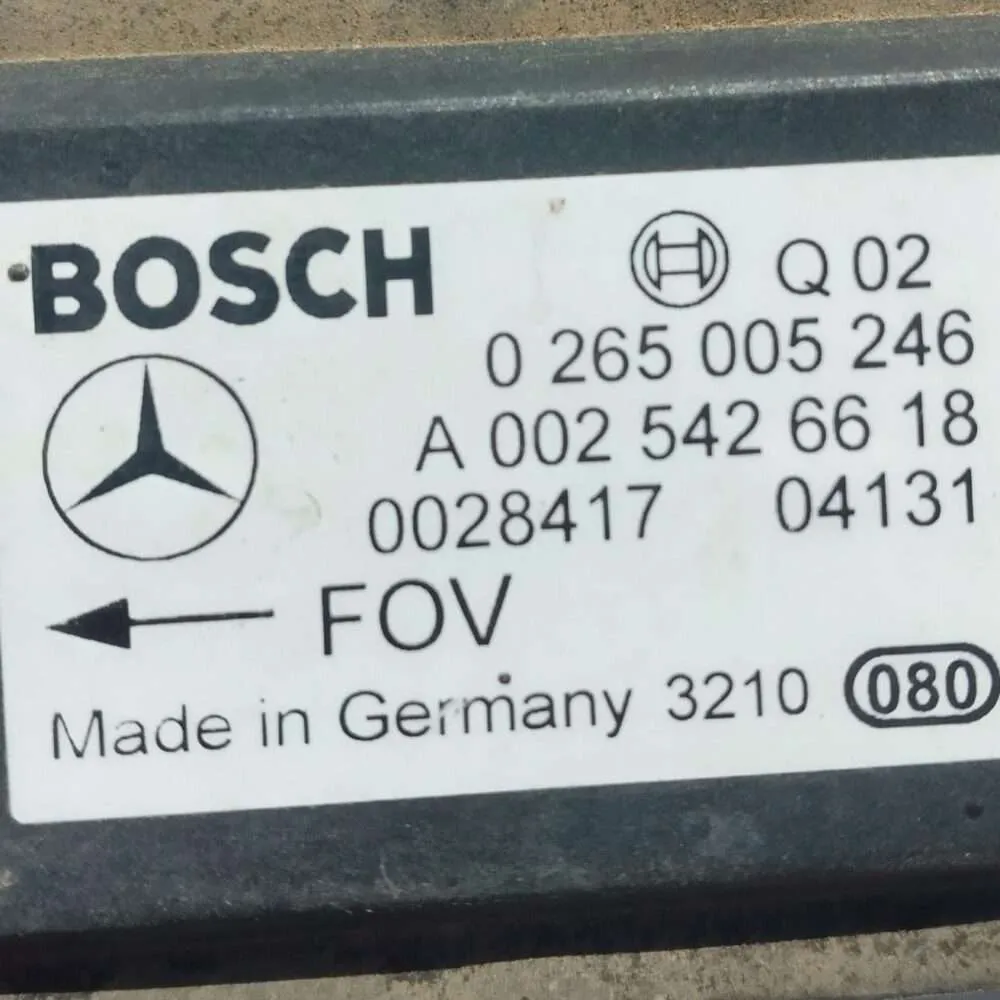 BOSCH Q 02
0 265 005 246
A 002 542 66 18
0028417 04131
FOV
Made in Germany 3210 080